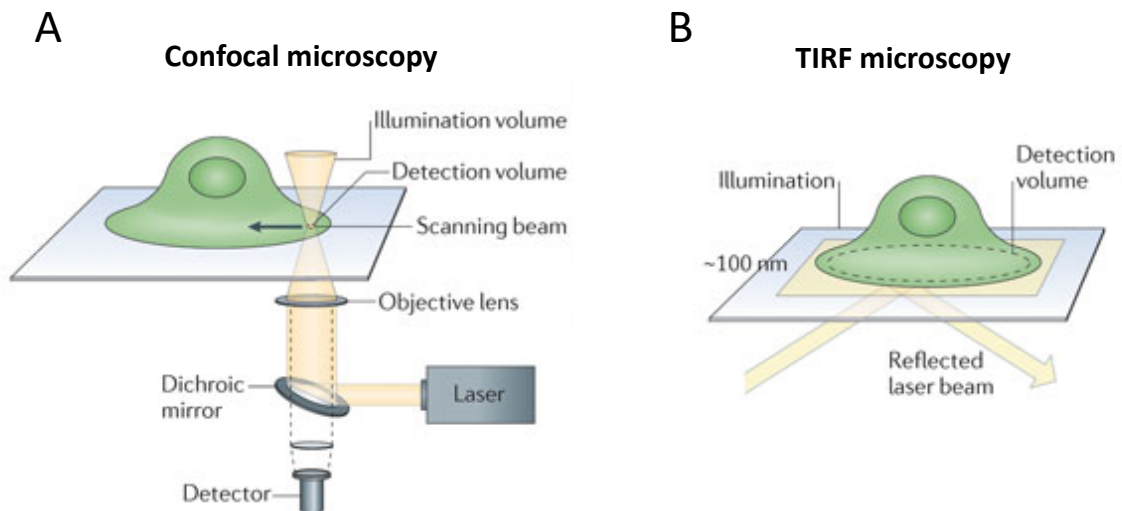 A
Confocal microscopy
Illumination volume
Detection volume
Scanning beam
Objective lens
Dichroic
mirror
Laser
Detector
B
TIRF microscopy
Illumination
Detection
volume
~100 nm
Reflected
laser beam